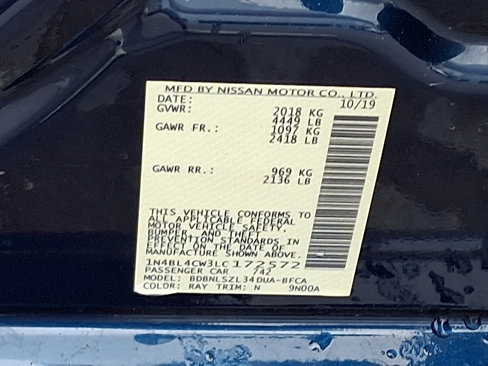 MFD BY NISSAN MOTOR CO., LTD.
DATE: 10/19
GVWR: 2018 KG
4449 LB
GAWR FR.: 1097 KG
2418 LB
GAWR RR.: 969 KG
2136 LB
THIS VEHICLE CONFORMS TO
ALL APPLICABLE FEDERAL
MOTOR VEHICLE SAFETY,
BUMPER, AND THEFT
PREVENTION STANDARDS IN
EFFECT ON THE DATE OF
MANUFACTURE SHOWN ABOVE.
1N4BL4CW3LC172572
PASSENGER CAR 742
MODEL: BDBNLSZL34DUA-BFCA
COLOR: RAY TRIM: N 9N00A